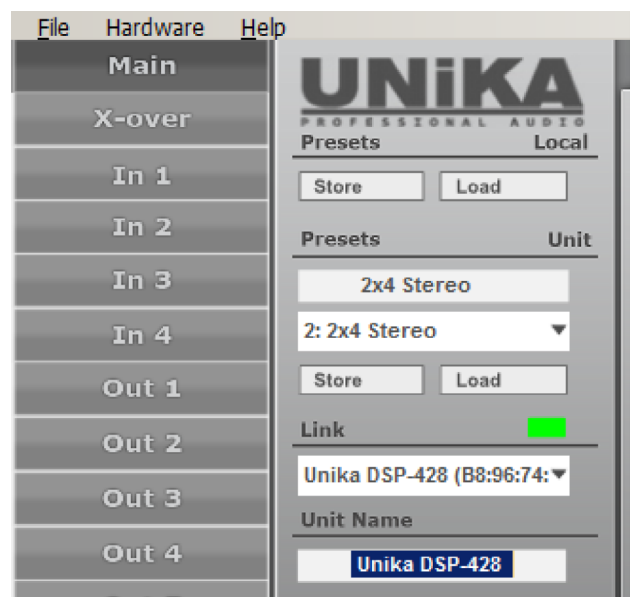 File Hardware Help
Main
X-over
In 1
In 2
In 3
In 4
Out 1
Out 2
Out 3
Out 4
UNiKA
PROFESSIONAL AUDIO
Presets Local
Store Load
Presets Unit
2x4 Stereo
2: 2x4 Stereo
Store Load
Link
Unika DSP-428 (B8:96:74:
Unit Name
Unika DSP-428